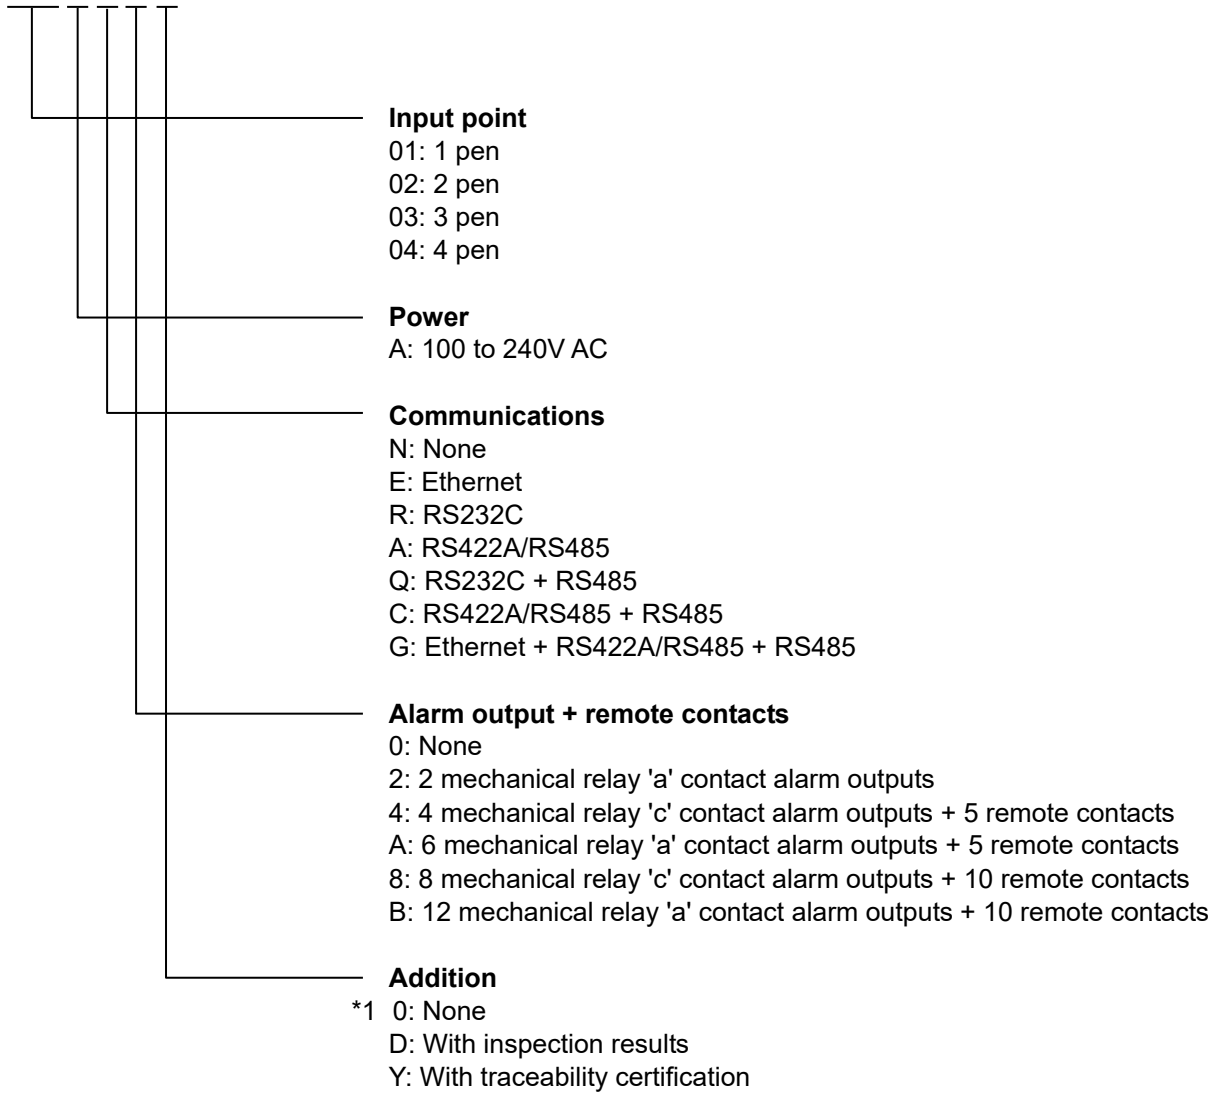 Input point
01: 1 pen
02: 2 pen
03: 3 pen
04: 4 pen
Power
A: 100 to 240V AC
Communications
N: None
E: Ethernet
R: RS232C
A: RS422A/RS485
Q: RS232C + RS485
C: RS422A/RS485 + RS485
G: Ethernet + RS422A/RS485 + RS485
Alarm output + remote contacts
0: None
2: 2 mechanical relay 'a' contact alarm outputs
4: 4 mechanical relay 'c' contact alarm outputs + 5 remote contacts
A: 6 mechanical relay 'a' contact alarm outputs + 5 remote contacts
8: 8 mechanical relay 'c' contact alarm outputs + 10 remote contacts
B: 12 mechanical relay 'a' contact alarm outputs + 10 remote contacts
Addition
*1 0: None
D: With inspection results
Y: With traceability certification